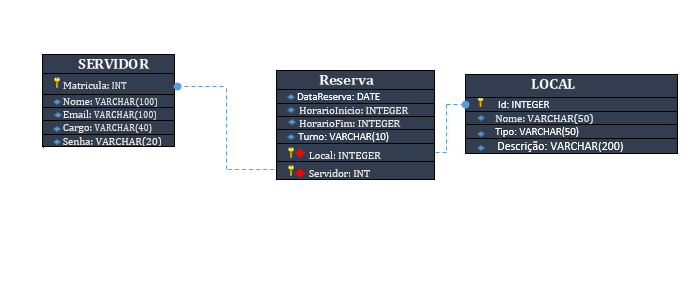 SERVIDOR
Matricula: INT
Nome: VARCHAR(100)
Email: VARCHAR(100)
Cargo: VARCHAR(40)
Senha: VARCHAR(20)
Reserva
DataReserva: DATE
HorarioInicio: INTEGER
HorarioFim: INTEGER
Turno: VARCHAR(10)
Local: INTEGER
Servidor: INT
LOCAL
Id: INTEGER
Nome: VARCHAR(50)
Tipo: VARCHAR(50)
Descrição: VARCHAR(200)